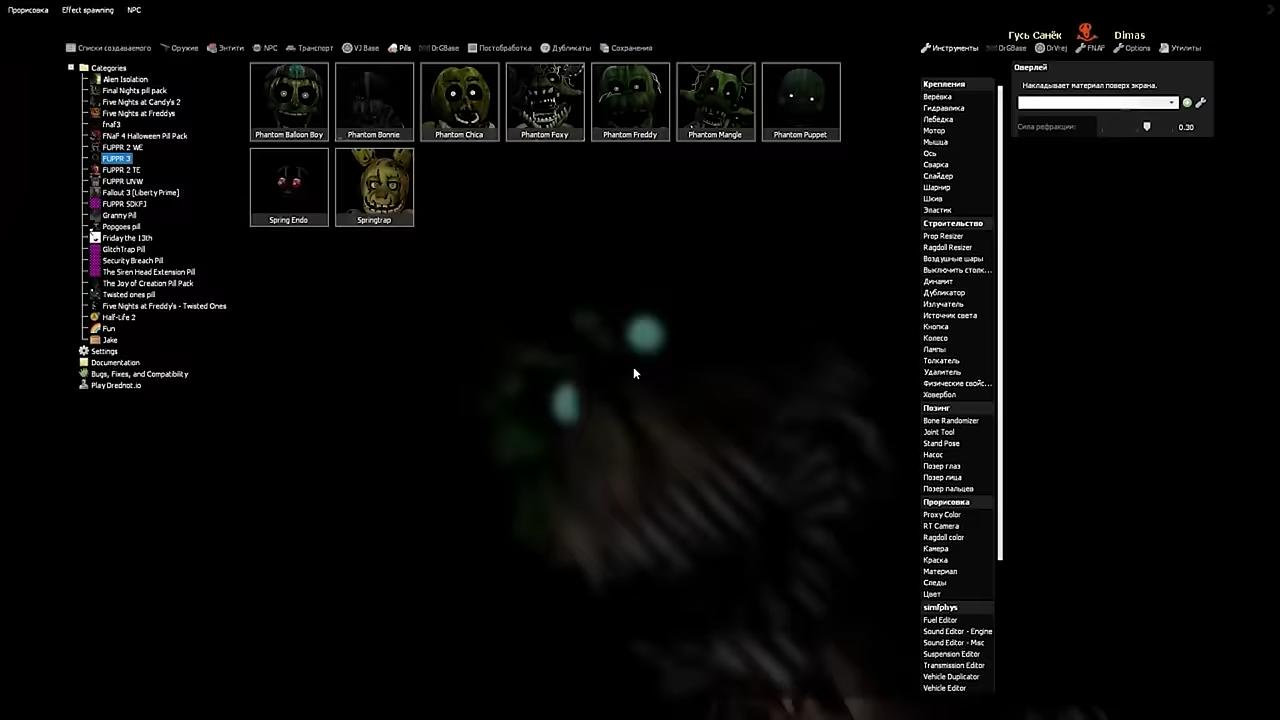 Прорисовка Effect spawning NPC
Гусь Санёк Dimas
Списки создаваемого Оружие Энтити NPC Транспорт VJ Base Pills DrGBase Постобработка Дубликаты Сохранения
Инструменты DrGBase DrVrej FNAF Options Утилиты
Categories
Alien Isolation
Final Nights pill pack
Five Nights at Candy's 2
Five Nights at Freddys
fnaf3
FNaF 4 Halloween Pill Pack
FUPPR 2 WE
FUPPR 3
FUPPR 2 TE
FUPPR UNW
Fallout 3 [Liberty Prime]
FUPPR SDKFJ
Granny Pill
Popgoes pill
Friday the 13th
GlitchTrap Pill
Security Breach Pill
The Siren Head Extension Pill
The Joy of Creation Pill Pack
Twisted ones pill
Five Nights at Freddy's - Twisted Ones
Half-Life 2
Fun
Jake
Settings
Documentation
Bugs, Fixes, and Compatibility
Play Drednot.io
Phantom Balloon Boy Phantom Bonnie Phantom Chica Phantom Foxy Phantom Freddy Phantom Mangle Phantom Puppet
Spring Endo Springtrap
Крепления
Верёвка
Гидравлика
Лебедка
Мотор
Мышца
Ось
Сварка
Слайдер
Шарнир
Шкив
Эластик
Строительство
Prop Resizer
Ragdoll Resizer
Воздушные шары
Выключить столк...
Динамит
Дубликатор
Излучатель
Источник света
Кнопка
Колесо
Лампы
Толкатель
Удалитель
Физические свойс...
Ховербол
Позинг
Bone Randomizer
Joint Tool
Stand Pose
Насос
Позер глаз
Позер лица
Позер пальцев
Прорисовка
Proxy Color
RT Camera
Ragdoll color
Камера
Краска
Материал
Следы
Цвет
simfphys
Fuel Editor
Sound Editor - Engine
Sound Editor - Misc
Suspension Editor
Transmission Editor
Vehicle Duplicator
Vehicle Editor
Оверлей
Накладывает материал поверх экрана.
Сила рефракции: 0.30